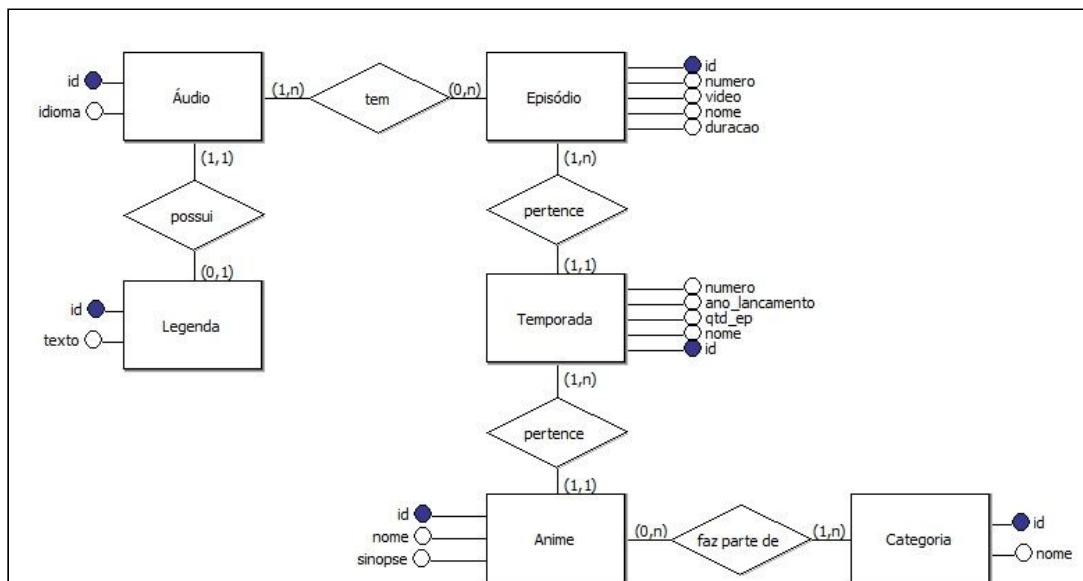 id
idioma
Áudio
(1,n)
tem
(0,n)
Episódio
id
numero
video
nome
duracao
(1,1)
possui
(0,1)
id
texto
Legenda
(1,n)
pertence
(1,1)
Temporada
numero
ano_lancamento
qtd_ep
nome
id
(1,n)
pertence
(1,1)
id
nome
sinopse
Anime
(0,n)
faz parte de
(1,n)
Categoria
id
nome